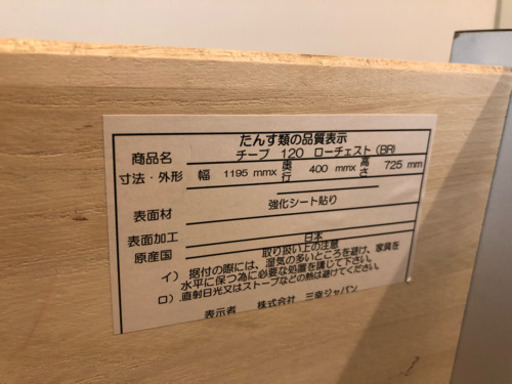 たんす類の品質表示
商品名 チーフ 120 ローチェスト (BR)
寸法・外形 幅 1195 mmx 奥行 400 mmx 高さ 725 mm
表面材 強化シート貼り
表面加工
原産国 日本
取り扱い上の注意
イ) 据付の際には、湿気の多いところを避け、家具を
水平に保つ為に必要な処置を講じて下さい。
ロ) 直射日光又はストーブなどの熱は避けてください。
表示者 株式会社 三幸ジャパン